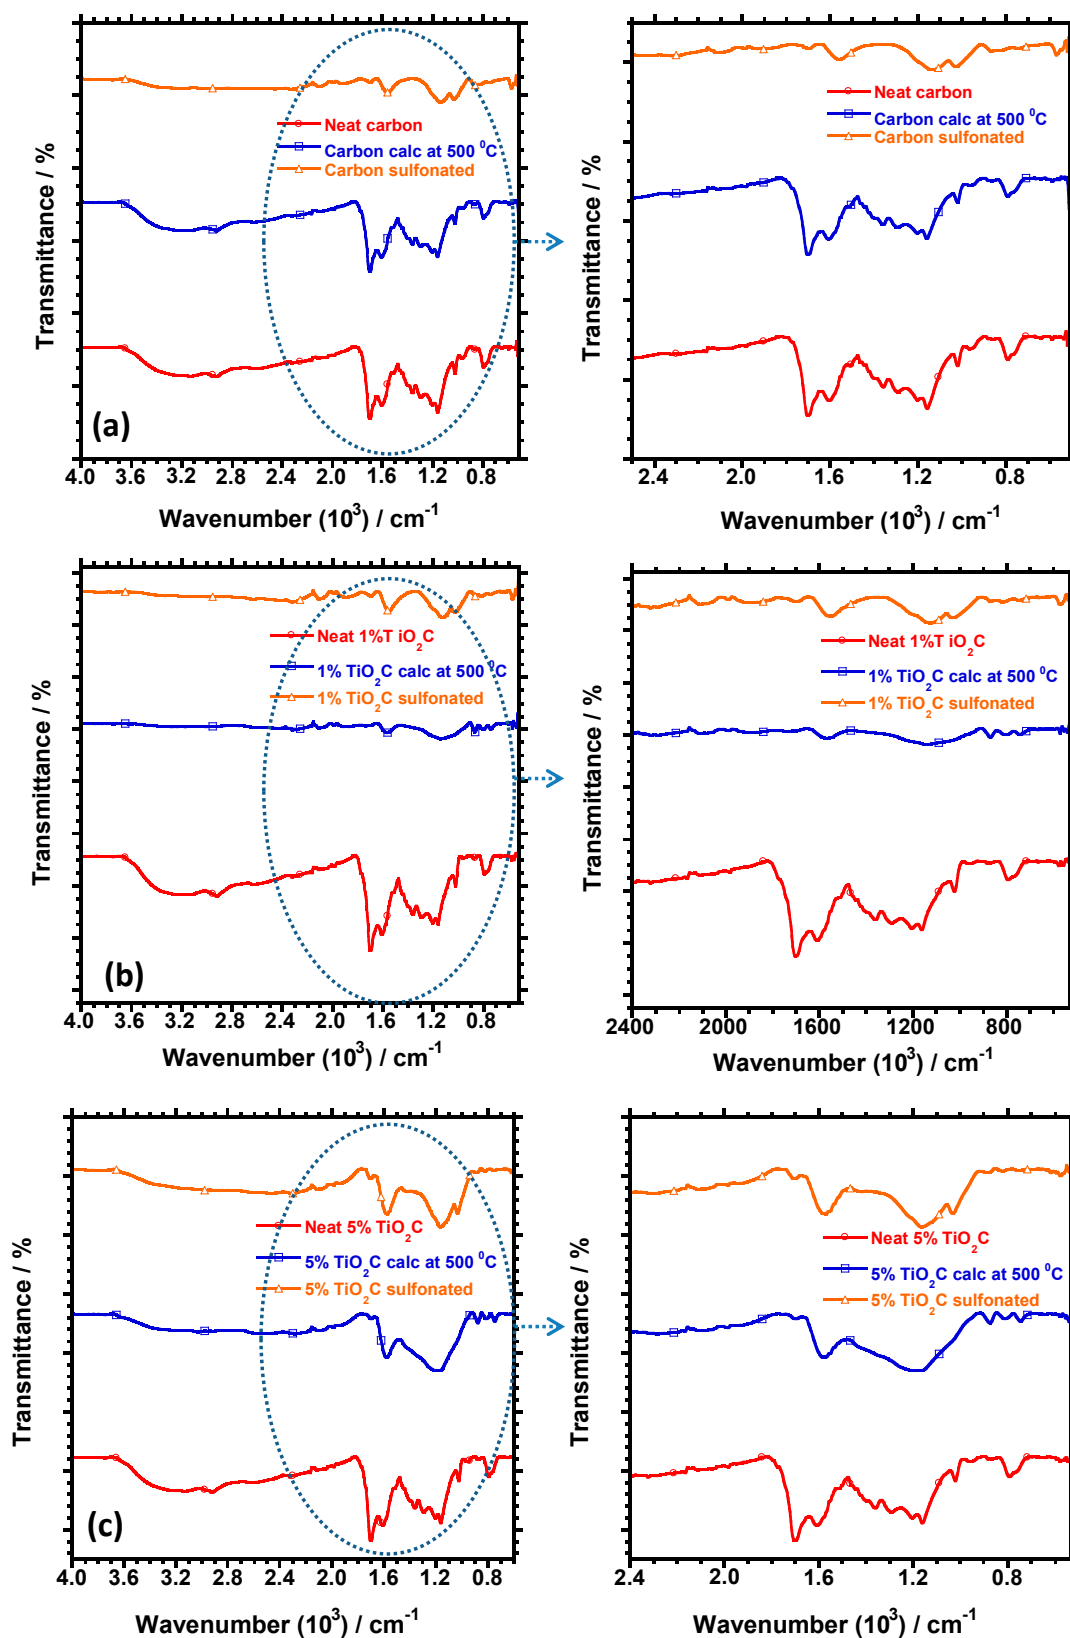 Transmittance / %
Neat carbon
Carbon calc at 500 ⁰C
Carbon sulfonated
(a)
4.0 3.6 3.2 2.8 2.4 2.0 1.6 1.2 0.8
Wavenumber (10³) / cm⁻¹
Transmittance / %
Neat carbon
Carbon calc at 500 ⁰C
Carbon sulfonated
2.4 2.0 1.6 1.2 0.8
Wavenumber (10³) / cm⁻¹
Transmittance / %
Neat 1%T iO₂C
1% TiO₂C calc at 500 ⁰C
1% TiO₂C sulfonated
(b)
4.0 3.6 3.2 2.8 2.4 2.0 1.6 1.2 0.8
Wavenumber (10³) / cm⁻¹
Transmittance / %
Neat 1%T iO₂C
1% TiO₂C calc at 500 ⁰C
1% TiO₂C sulfonated
2400 2000 1600 1200 800
Wavenumber (10³) / cm⁻¹
Transmittance / %
Neat 5% TiO₂C
5% TiO₂C calc at 500 ⁰C
5% TiO₂C sulfonated
(c)
4.0 3.6 3.2 2.8 2.4 2.0 1.6 1.2 0.8
Wavenumber (10³) / cm⁻¹
Transmittance / %
Neat 5% TiO₂C
5% TiO₂C calc at 500 ⁰C
5% TiO₂C sulfonated
2.4 2.0 1.6 1.2 0.8
Wavenumber (10³) / cm⁻¹